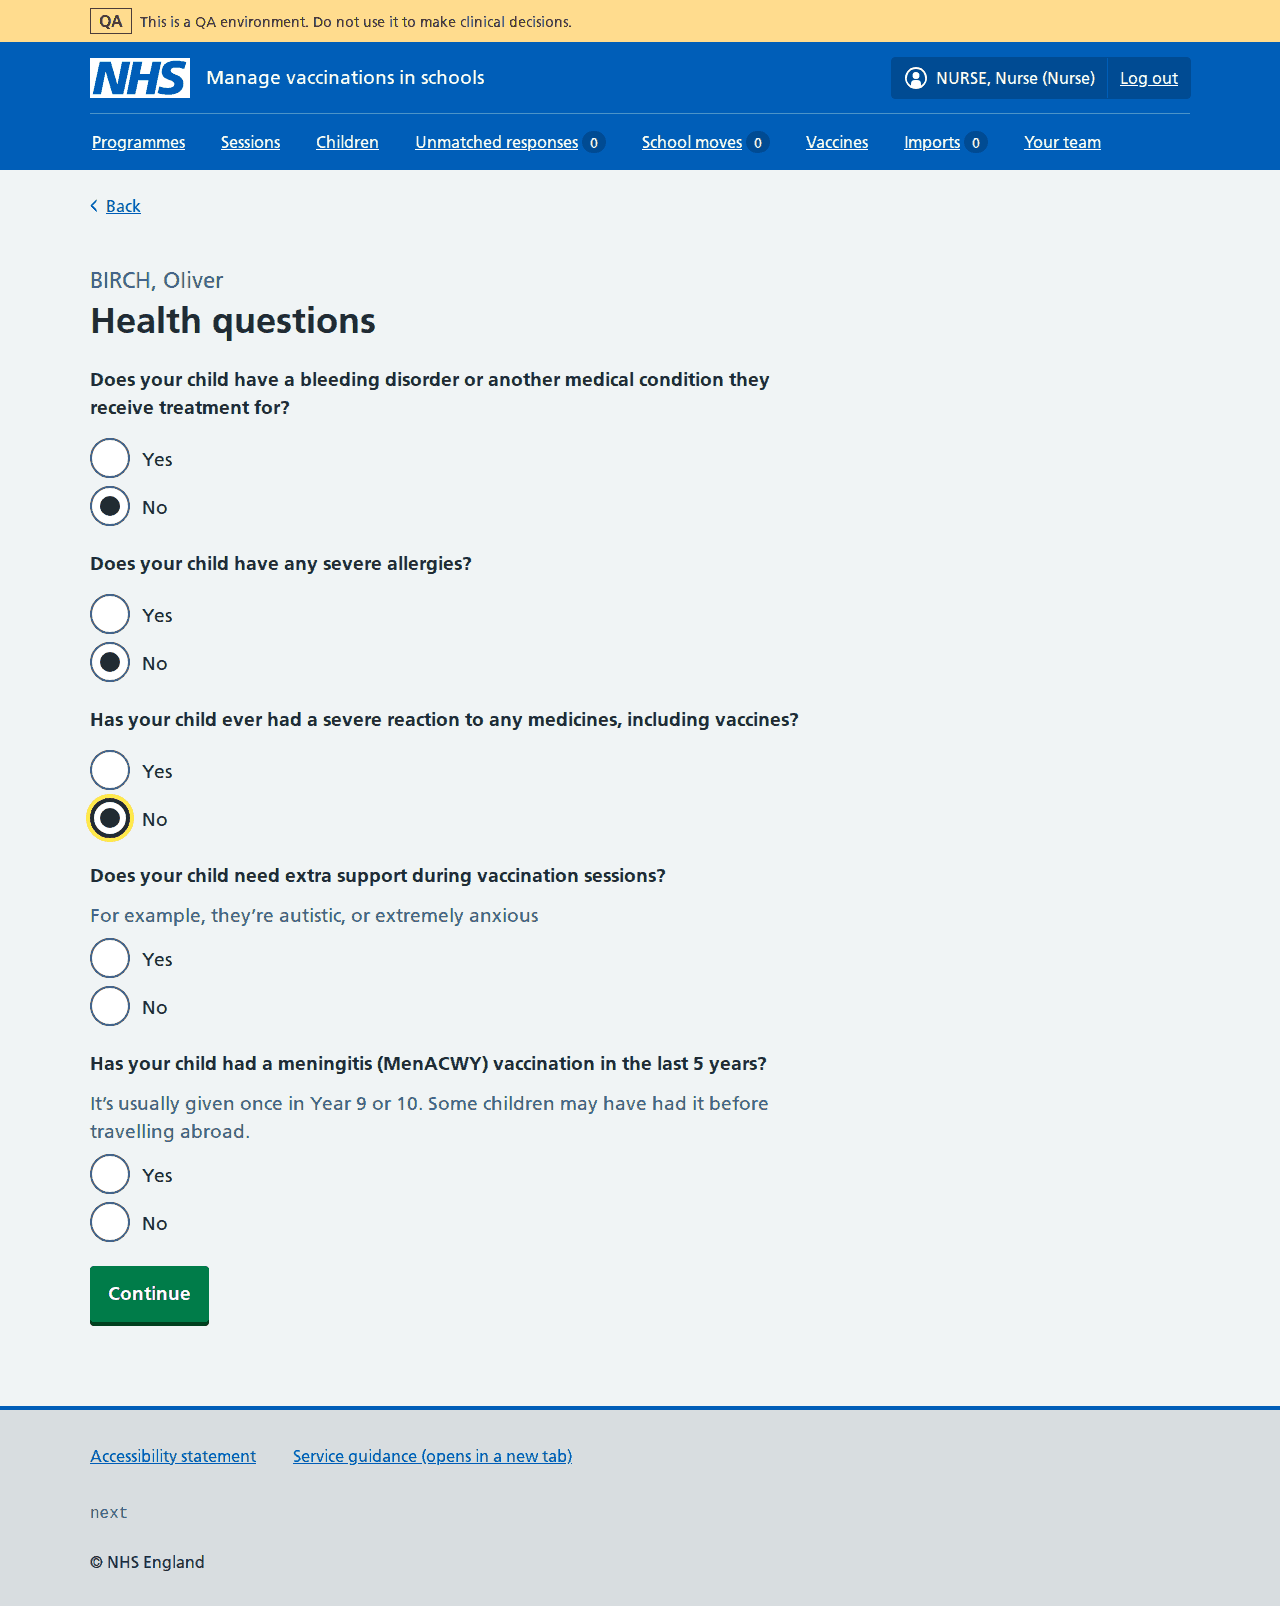 QA This is a QA environment. Do not use it to make clinical decisions.
NHS Manage vaccinations in schools NURSE, Nurse (Nurse) Log out
Programmes Sessions Children Unmatched responses 0 School moves 0 Vaccines Imports 0 Your team
Back
BIRCH, Oliver
Health questions
Does your child have a bleeding disorder or another medical condition they
receive treatment for?
Yes
No
Does your child have any severe allergies?
Yes
No
Has your child ever had a severe reaction to any medicines, including vaccines?
Yes
No
Does your child need extra support during vaccination sessions?
For example, they’re autistic, or extremely anxious
Yes
No
Has your child had a meningitis (MenACWY) vaccination in the last 5 years?
It’s usually given once in Year 9 or 10. Some children may have had it before
travelling abroad.
Yes
No
Continue
Accessibility statement Service guidance (opens in a new tab)
next
© NHS England